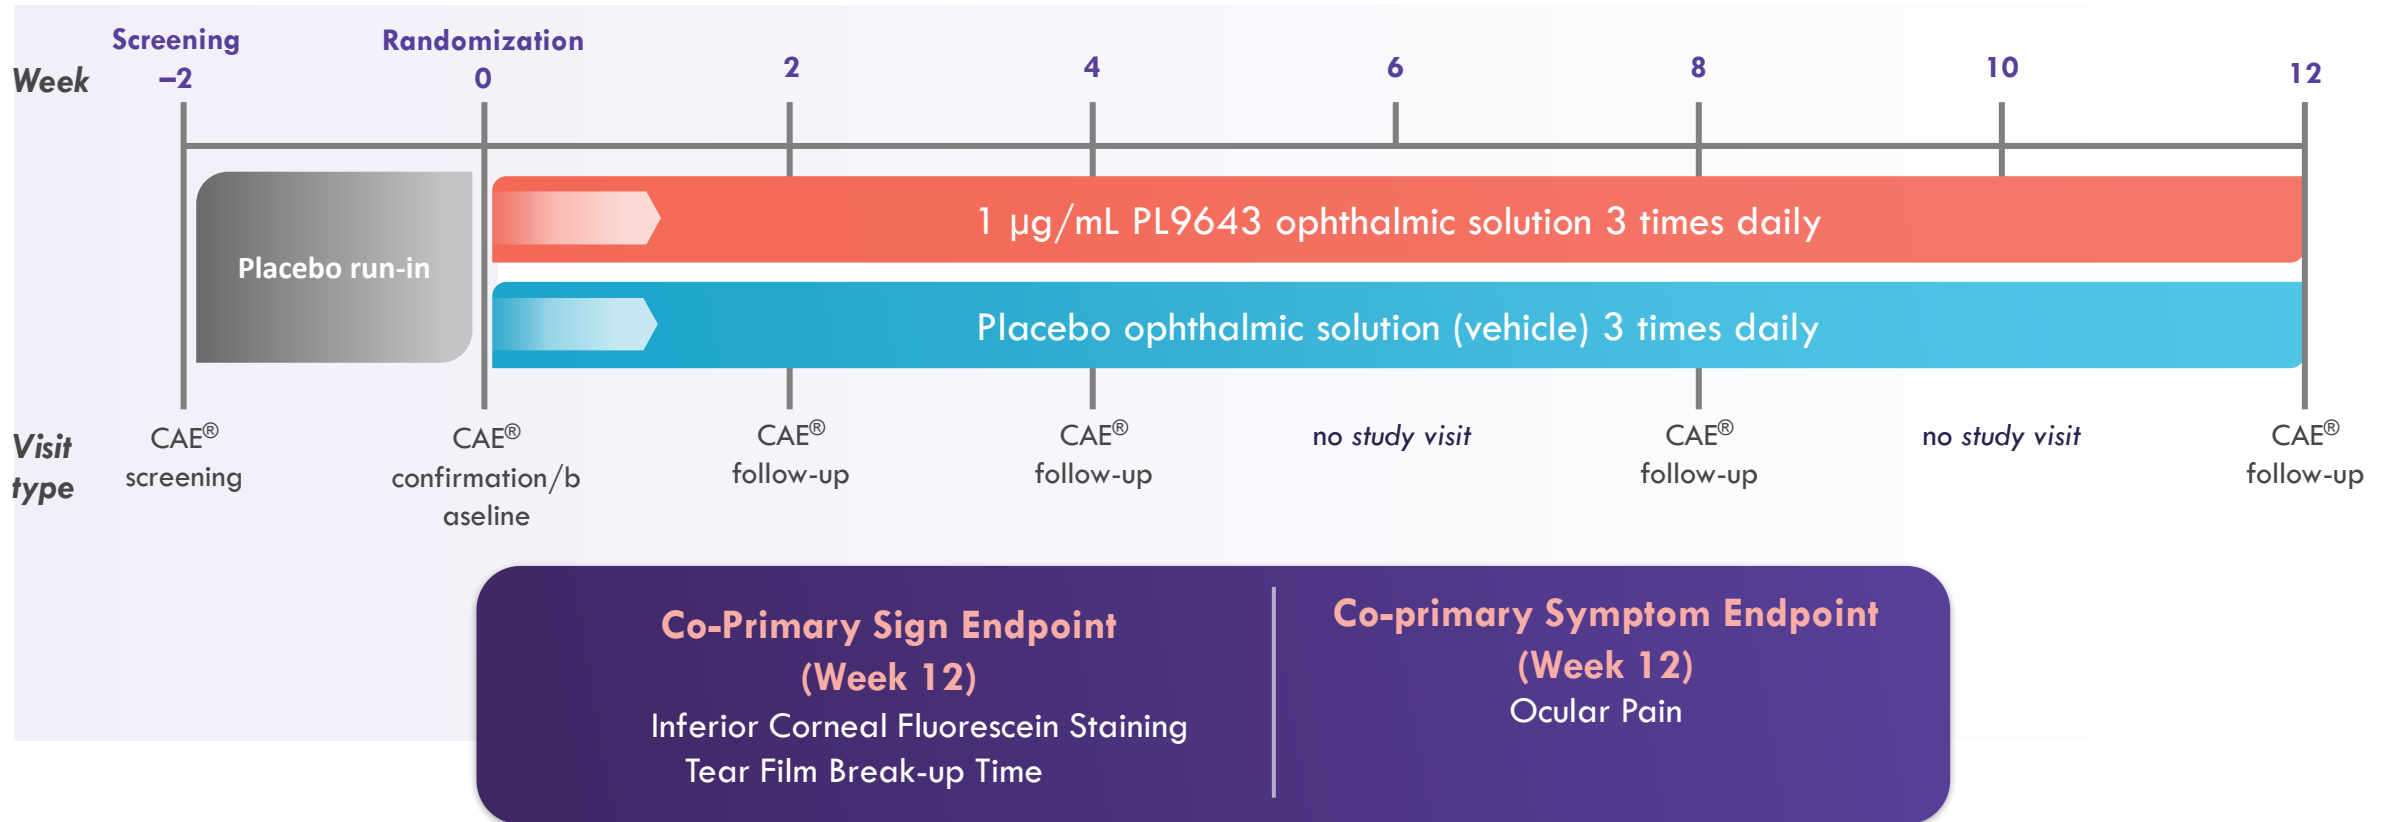 Screening
Randomization
Week
–2
0
2
4
6
8
10
12
Placebo run-in
1 µg/mL PL9643 ophthalmic solution 3 times daily
Placebo ophthalmic solution (vehicle) 3 times daily
Visit
type
CAE®
screening
CAE®
confirmation/b
aseline
CAE®
follow-up
CAE®
follow-up
no study visit
CAE®
follow-up
no study visit
CAE®
follow-up
Co-Primary Sign Endpoint
(Week 12)
Inferior Corneal Fluorescein Staining
Tear Film Break-up Time
Co-primary Symptom Endpoint
(Week 12)
Ocular Pain